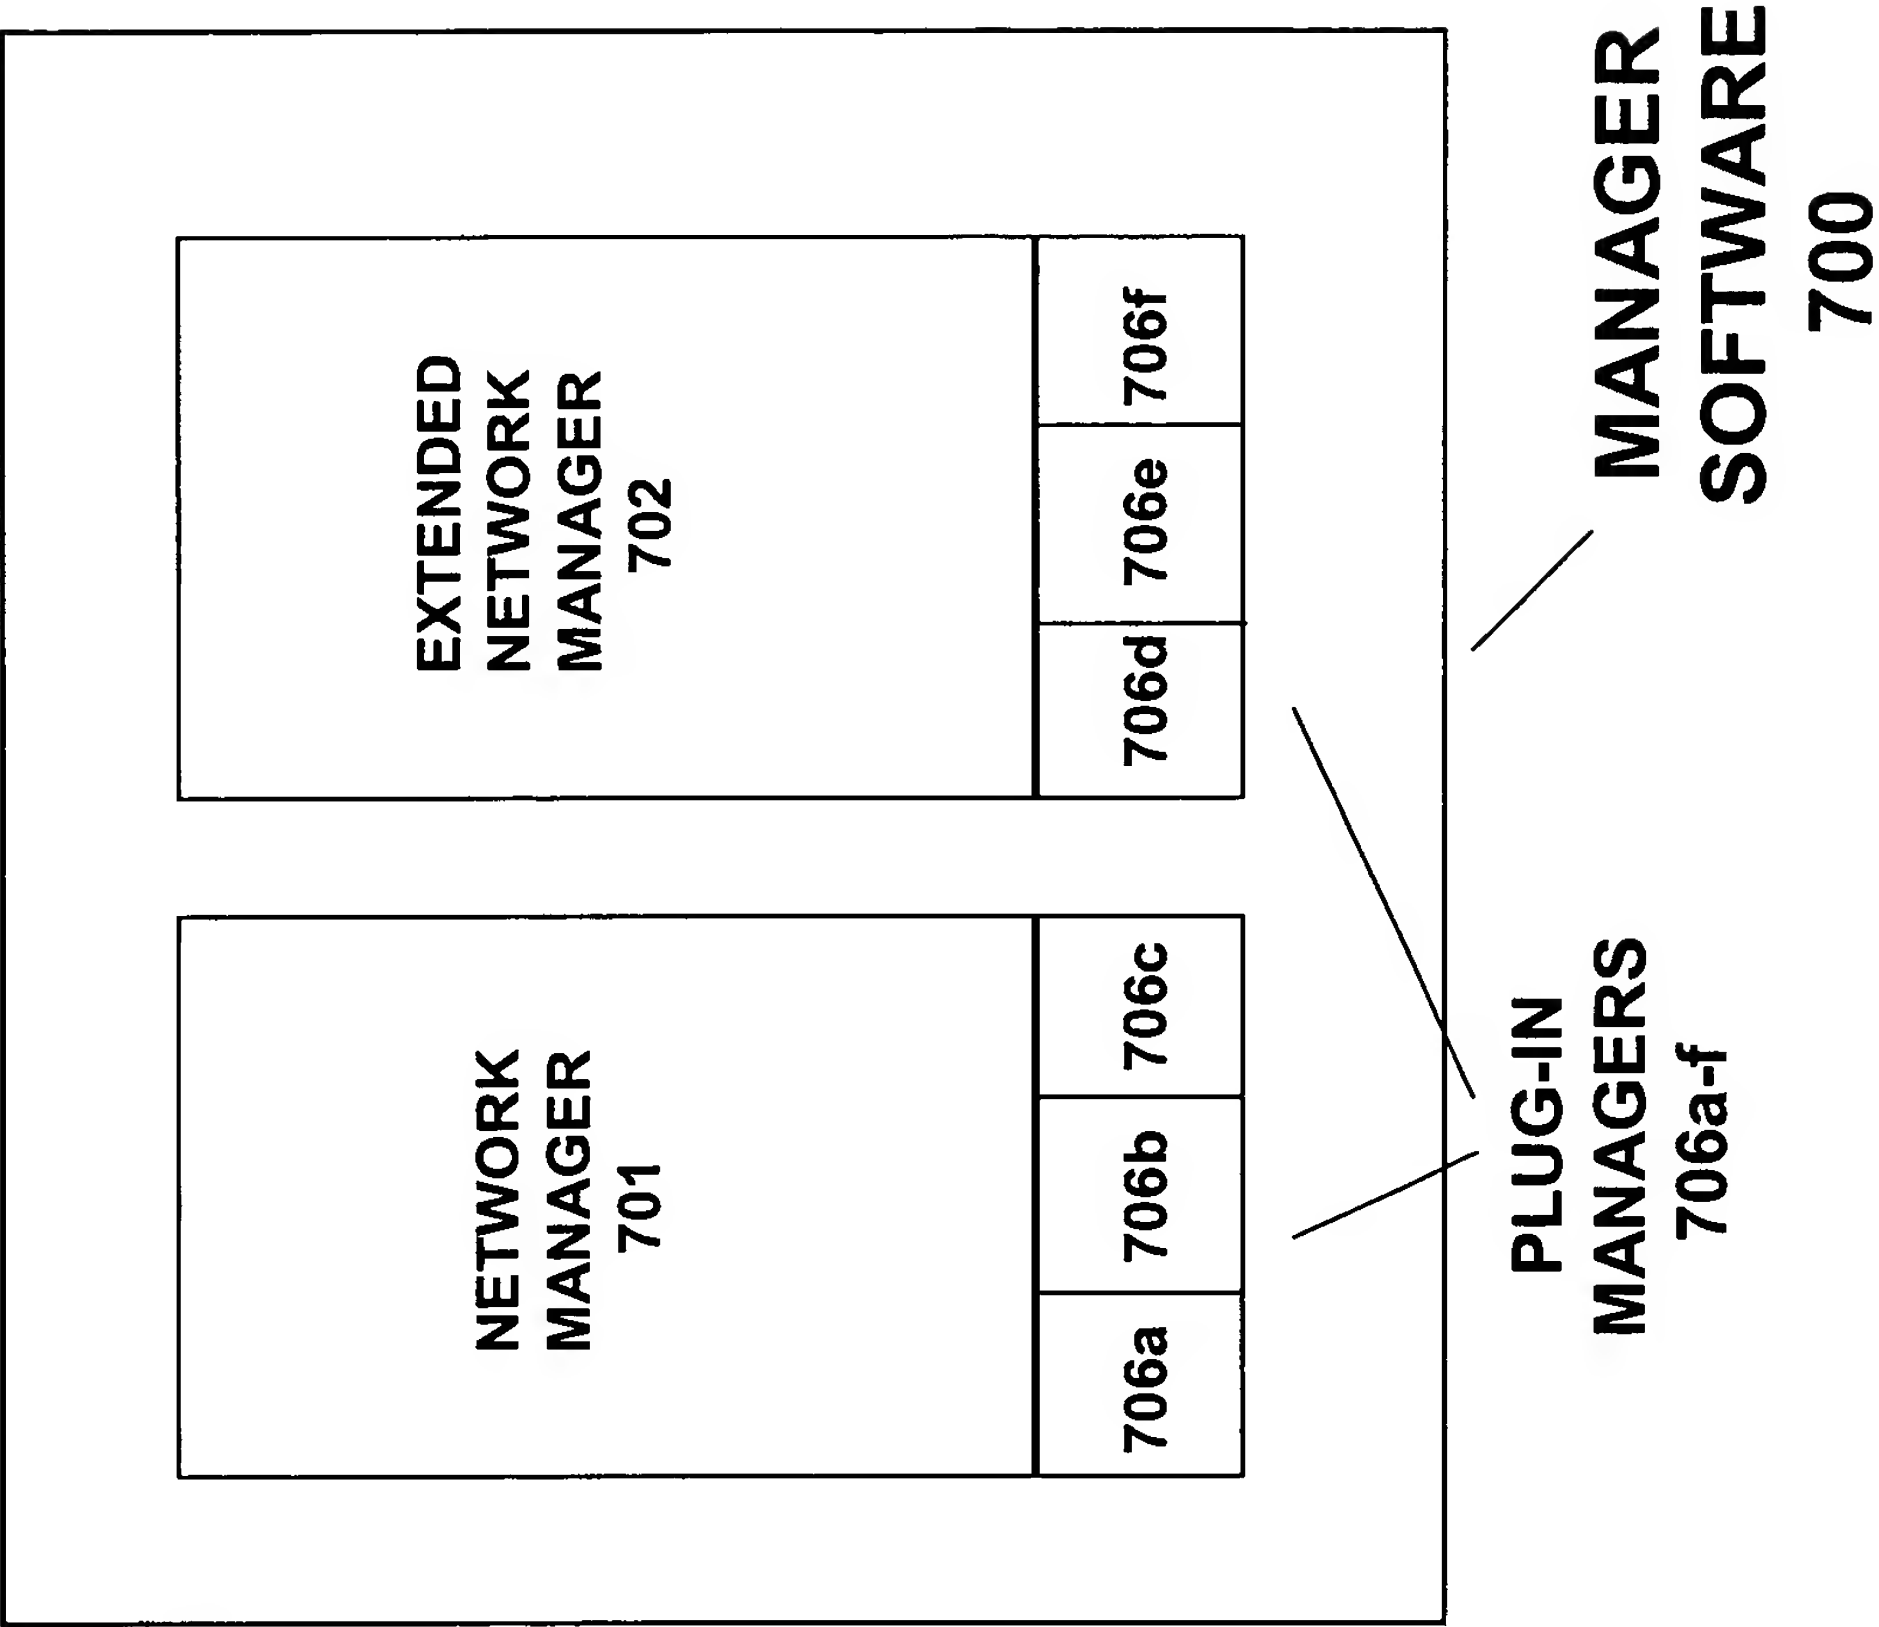 NETWORK
MANAGER
701
706a
706b
706c
EXTENDED
NETWORK
MANAGER
702
706d
706e
706f
PLUG-IN
MANAGERS
706a-f
MANAGER
SOFTWARE
700